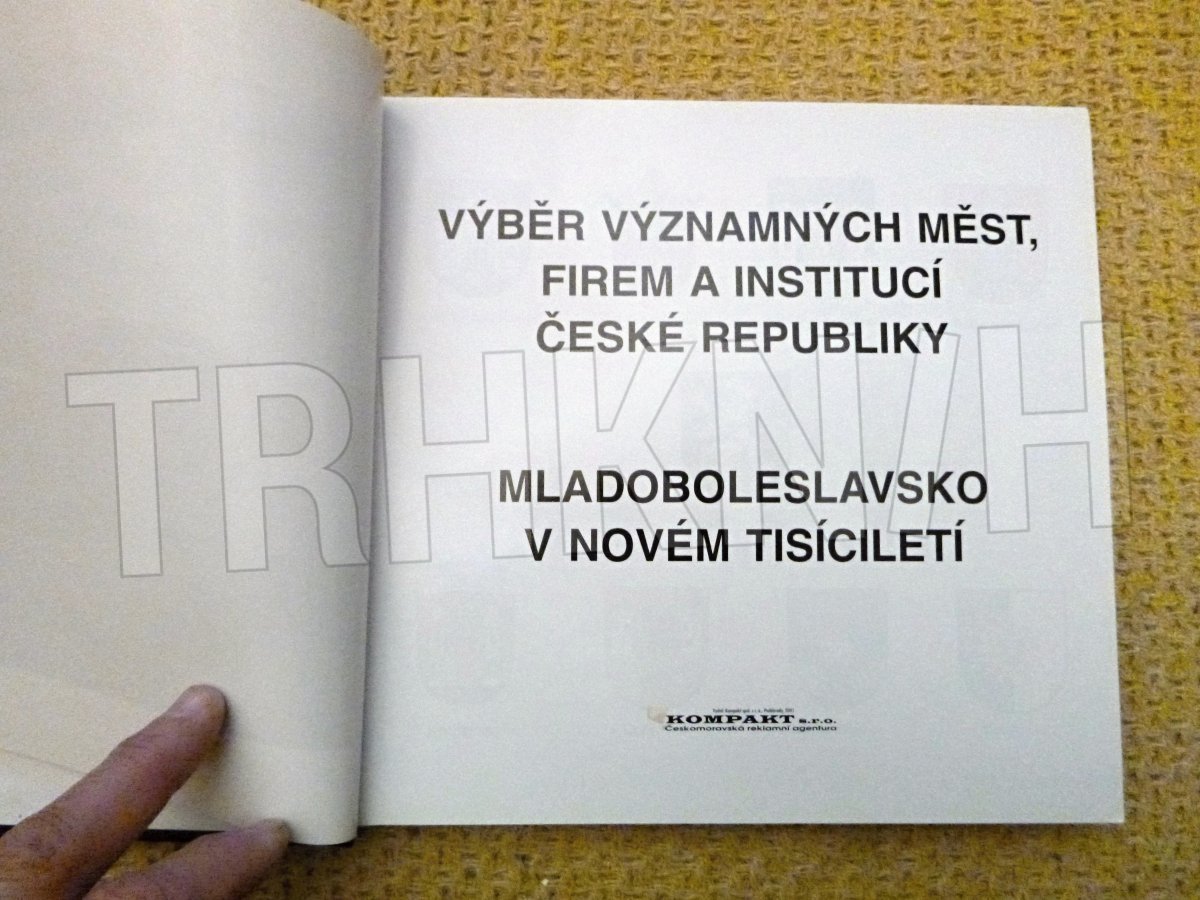 VÝBĚR VÝZNAMNÝCH MĚST,
FIREM A INSTITUCÍ
ČESKÉ REPUBLIKY
TRHKNIH
MLADOBOLESLAVSKO
V NOVÉM TISÍCILETÍ
KOMPAKT s.r.o.
Českomoravská reklamní agentura